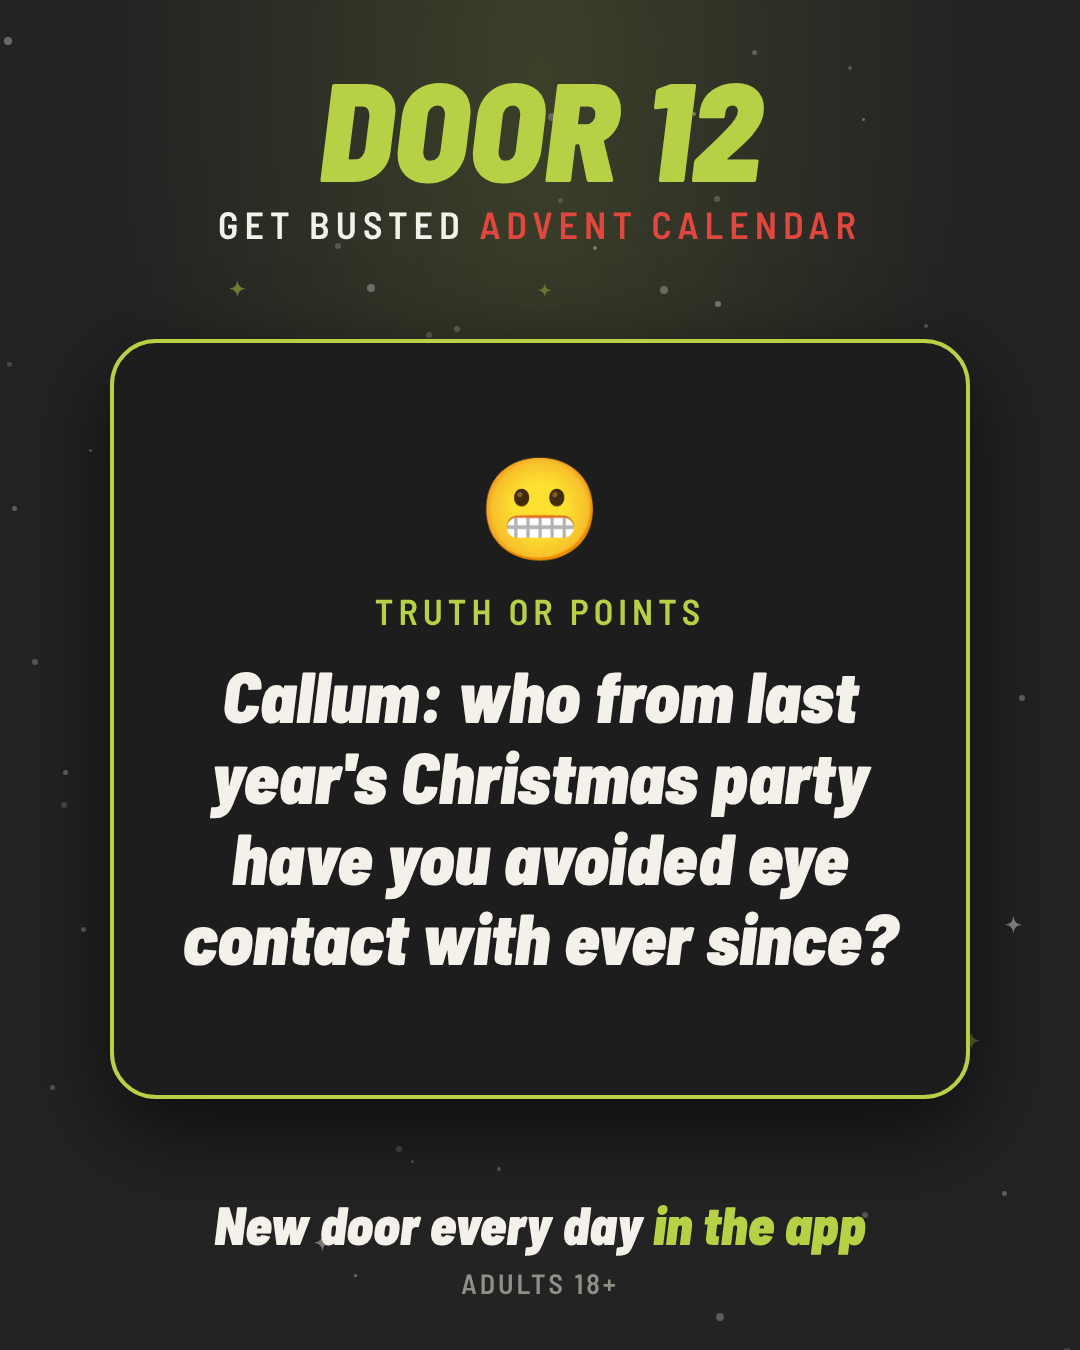 DOOR 12
GET BUSTED ADVENT CALENDAR
TRUTH OR POINTS
Callum: who from last
year's Christmas party
have you avoided eye
contact with ever since?
New door every day in the app
ADULTS 18+